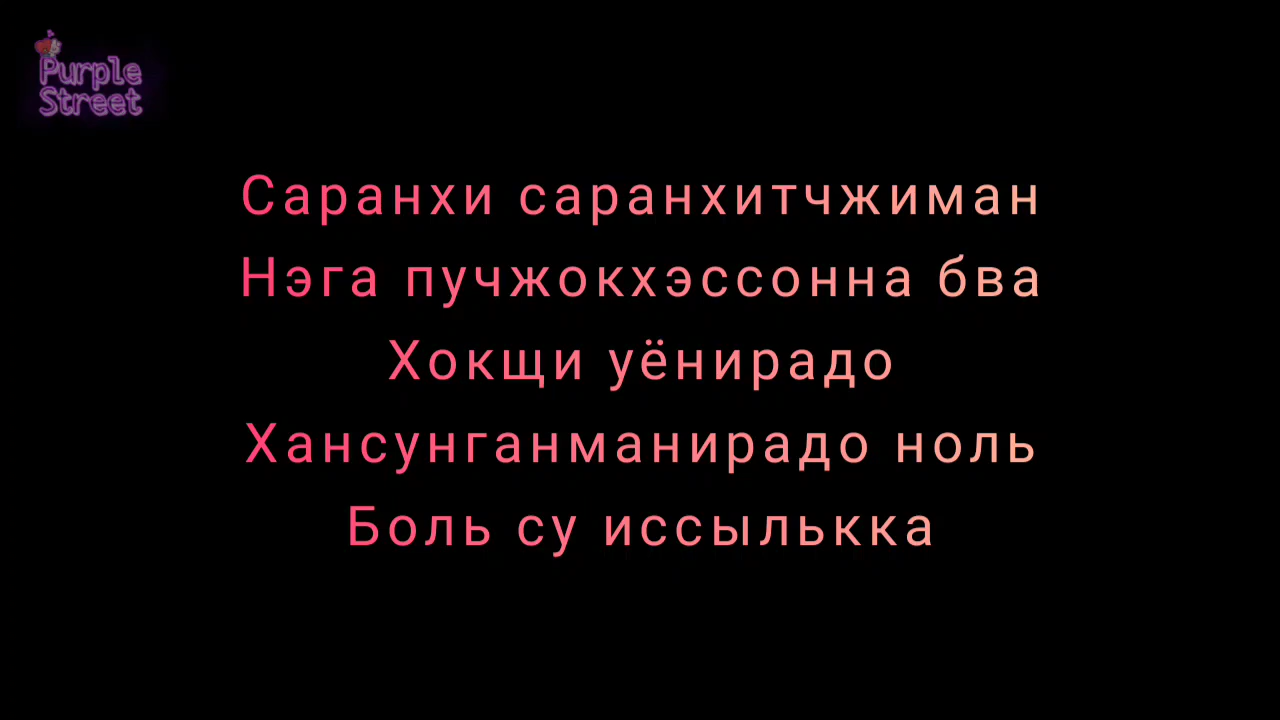 Purple
Street
Саранхи саранхитчжиман
Нэга пучжокхэссонна бва
Хокщи уёнирадо
Хансунганманирадо ноль
Боль су иссылькка